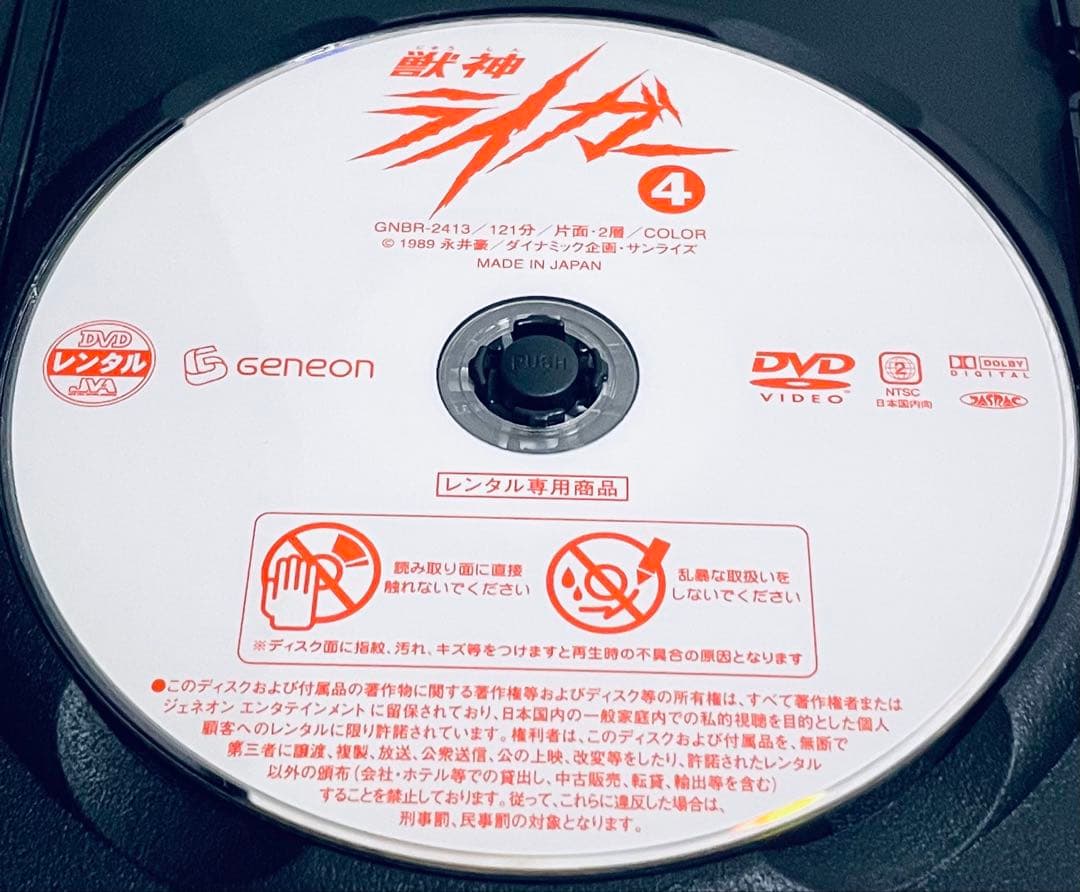 じゅう しん
獣神
ライガー
4
GNBR-2413／121分／片面・2層／COLOR
© 1989 永井豪／ダイナミック企画・サンライズ
MADE IN JAPAN
DVD
レンタル
JVA
GENEON
PUSH
DVD
VIDEO
2
NTSC
日本国内向
DOLBY
DIGITAL
JASRAC
レンタル専用商品
読み取り面に直接
触れないでください
乱暴な取扱いを
しないでください
※ディスク面に指紋、汚れ、キズ等をつけますと再生時の不具合の原因となります
●このディスクおよび付属品の著作物に関する著作権等およびディスク等の所有権は、すべて著作権者または
ジェネオン エンタテインメントに留保されており、日本国内の一般家庭内での私的視聴を目的とした個人
顧客へのレンタルに限り許諾されています。権利者は、このディスクおよび付属品を、無断で
第三者に譲渡、複製、放送、公衆送信、公の上映、改変等をしたり、許諾されたレンタル
以外の頒布（会社・ホテル等での貸出し、中古販売、転貸、輸出等を含む）
することを禁止しております。従って、これらに違反した場合は、
刑事罰、民事罰の対象となります。